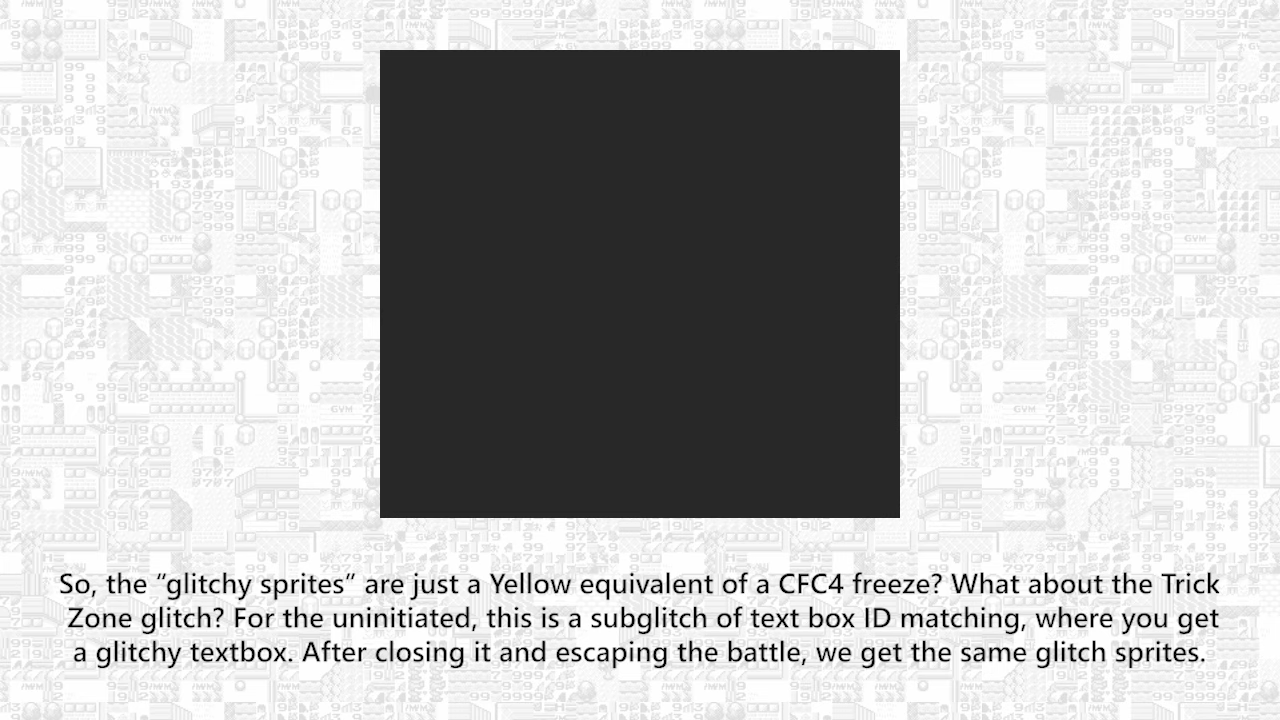 So, the “glitchy sprites” are just a Yellow equivalent of a CFC4 freeze? What about the Trick
Zone glitch? For the uninitiated, this is a subglitch of text box ID matching, where you get
a glitchy textbox. After closing it and escaping the battle, we get the same glitch sprites.